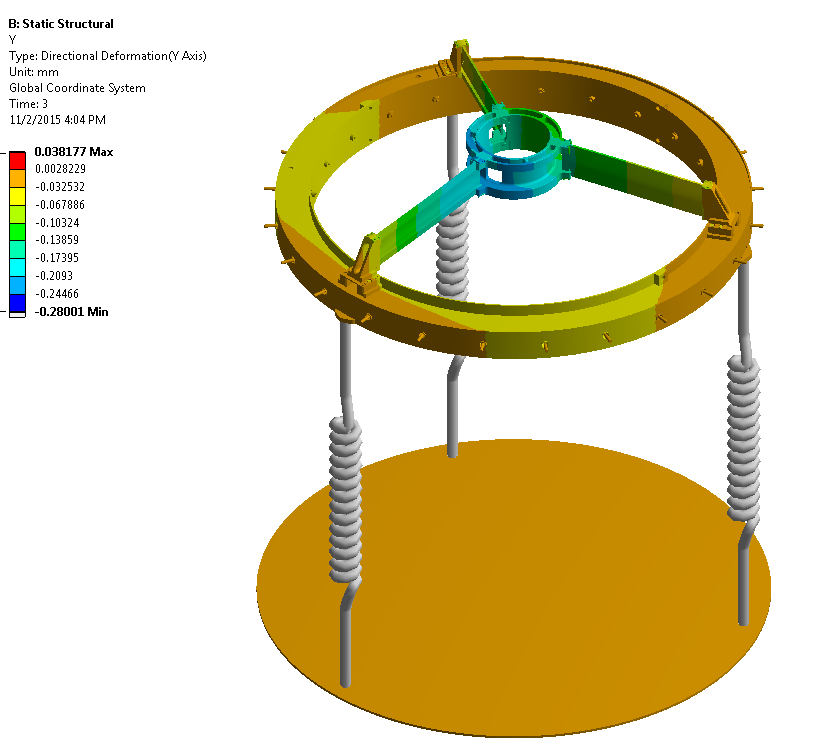 B: Static Structural
Y
Type: Directional Deformation(Y Axis)
Unit: mm
Global Coordinate System
Time: 3
11/2/2015 4:04 PM
0.038177 Max
0.0028229
-0.032532
-0.067886
-0.10324
-0.13859
-0.17395
-0.2093
-0.24466
-0.28001 Min